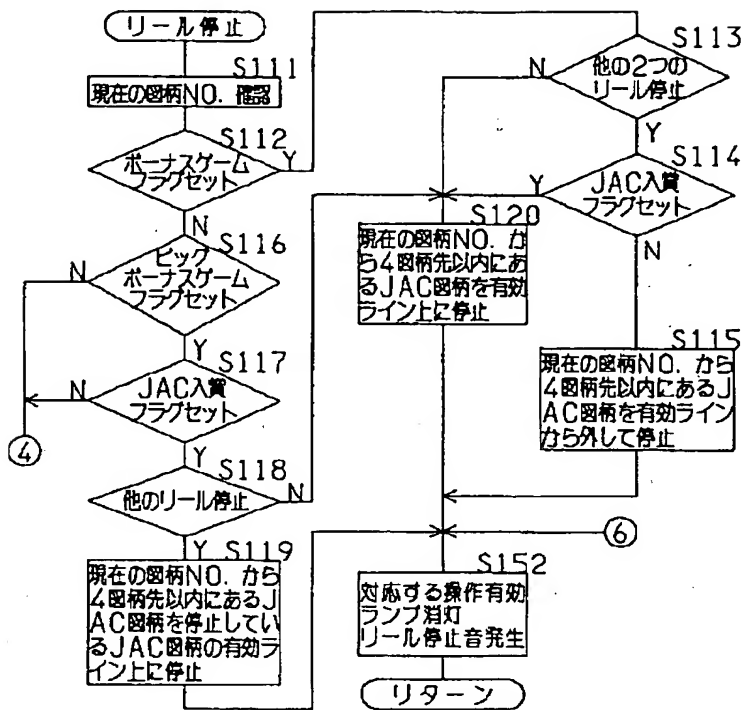 リール停止
S111
現在の図柄NO. 確認
S112
ボーナスゲーム
フラグセット
Y
N
S116
ビッグ
ボーナスゲーム
フラグセット
N
Y
S117
JAC入賞
フラグセット
N
④
Y
S118
他のリール停止
N
Y
S119
現在の図柄NO. から
4図柄先以内にあるJ
AC図柄を停止してい
るJAC図柄の有効ラ
イン上に停止
S113
他の2つの
リール停止
N
Y
S114
JAC入賞
フラグセット
Y
N
S120
現在の図柄NO. か
ら4図柄先以内にあ
るJAC図柄を有効
ライン上に停止
S115
現在の図柄NO. から
4図柄先以内にあるJ
AC図柄を有効ライン
から外して停止
⑥
S152
対応する操作有効
ランプ消灯
リール停止音発生
リターン